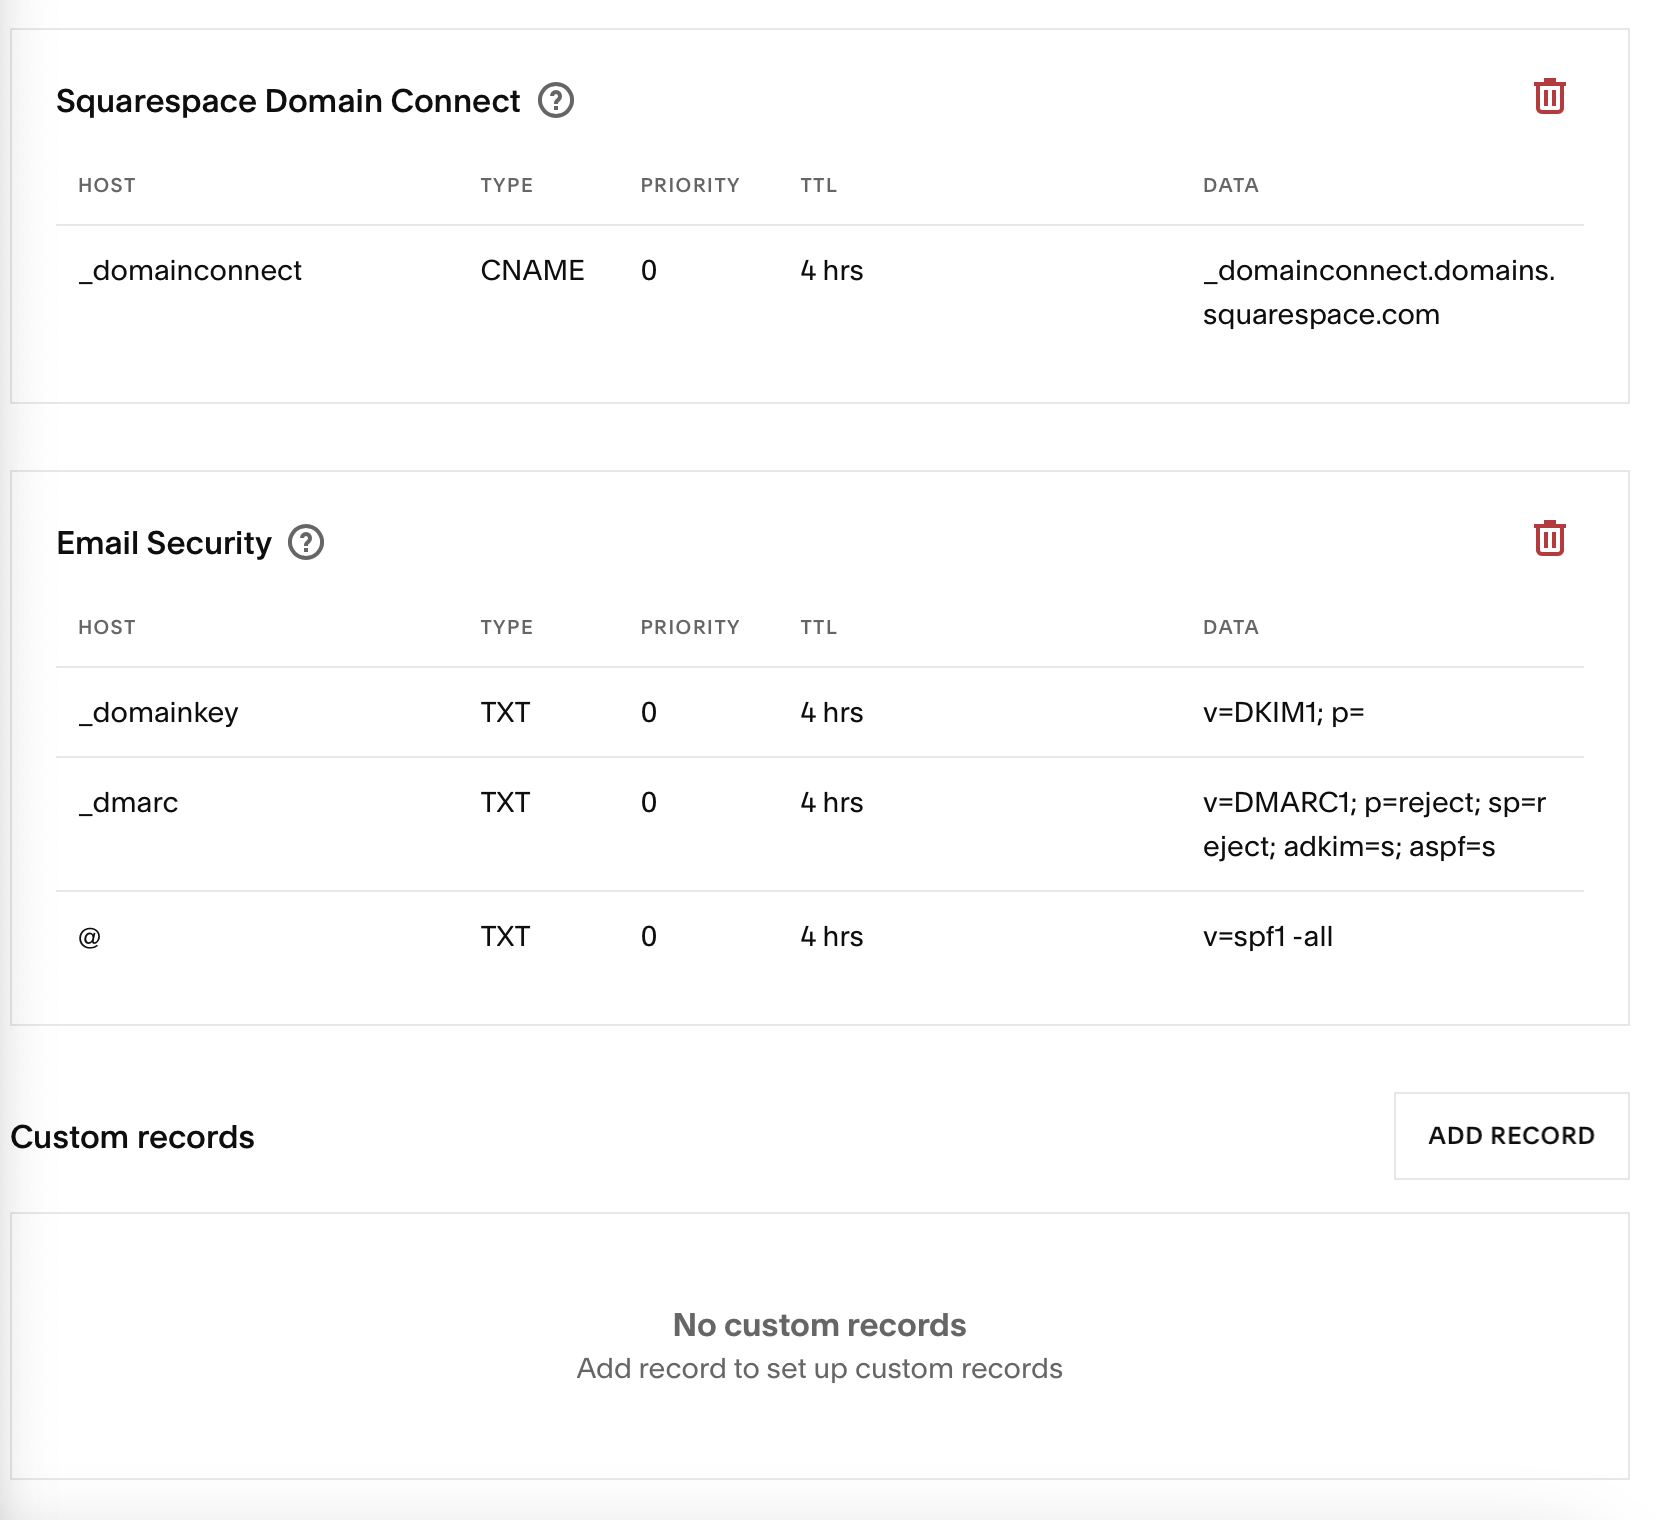 Squarespace Domain Connect
HOST TYPE PRIORITY TTL DATA
_domainconnect CNAME 0 4 hrs _domainconnect.domains.
squarespace.com
Email Security
HOST TYPE PRIORITY TTL DATA
_domainkey TXT 0 4 hrs v=DKIM1; p=
_dmarc TXT 0 4 hrs v=DMARC1; p=reject; sp=r
eject; adkim=s; aspf=s
@ TXT 0 4 hrs v=spf1 -all
Custom records
ADD RECORD
No custom records
Add record to set up custom records